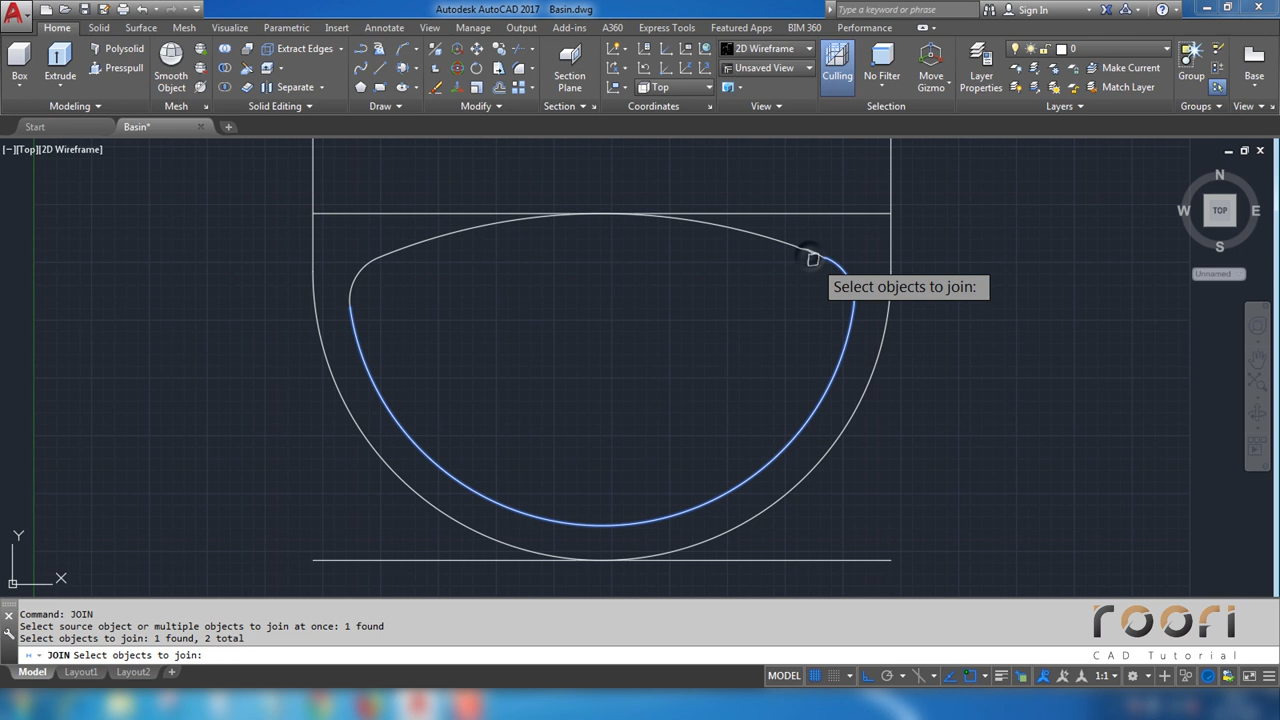 Autodesk AutoCAD 2017 Basin.dwg
Type a keyword or phrase
Sign In
Home Solid Surface Mesh Visualize Parametric Insert Annotate View Manage Output Add-ins A360 Express Tools Featured Apps BIM 360 Performance
Box
Extrude
Polysolid
Presspull
Smooth
Object
Extract Edges
Separate
Section
Plane
Top
2D Wireframe
Unsaved View
Culling
No Filter
Move
Gizmo
Layer
Properties
0
Make Current
Match Layer
Group
Base
Modeling Mesh Solid Editing Draw Modify Section Coordinates View Selection Layers Groups View
Start Basin*
[−][Top][2D Wireframe]
N
W TOP E
S
Unnamed
Select objects to join:
Y
X
Command: JOIN
Select source object or multiple objects to join at once: 1 found
Select objects to join: 1 found, 2 total
JOIN Select objects to join:
roori
CAD Tutorial
Model Layout1 Layout2 +
MODEL 1:1